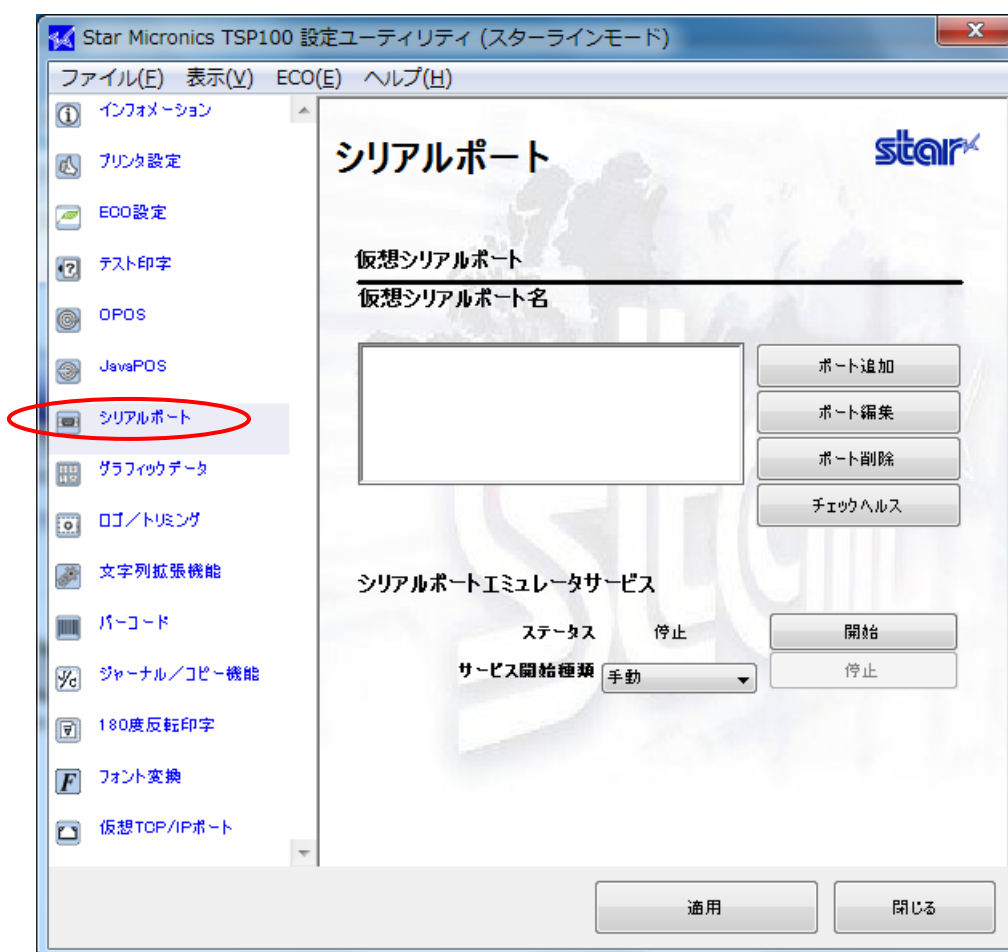 Star Micronics TSP100 設定ユーティリティ (スターラインモード)
ファイル(F) 表示(V) ECO(E) ヘルプ(H)
インフォメーション
プリンタ設定
ECO設定
テスト印字
OPOS
JavaPOS
シリアルポート
グラフィックデータ
ロゴ／トリミング
文字列拡張機能
バーコード
ジャーナル／コピー機能
180度反転印字
フォント変換
仮想TCP/IPポート
シリアルポート
star
仮想シリアルポート
仮想シリアルポート名
ポート追加
ポート編集
ポート削除
チェックヘルス
シリアルポートエミュレータサービス
ステータス 停止 開始
サービス開始種類 手動 停止
適用 閉じる